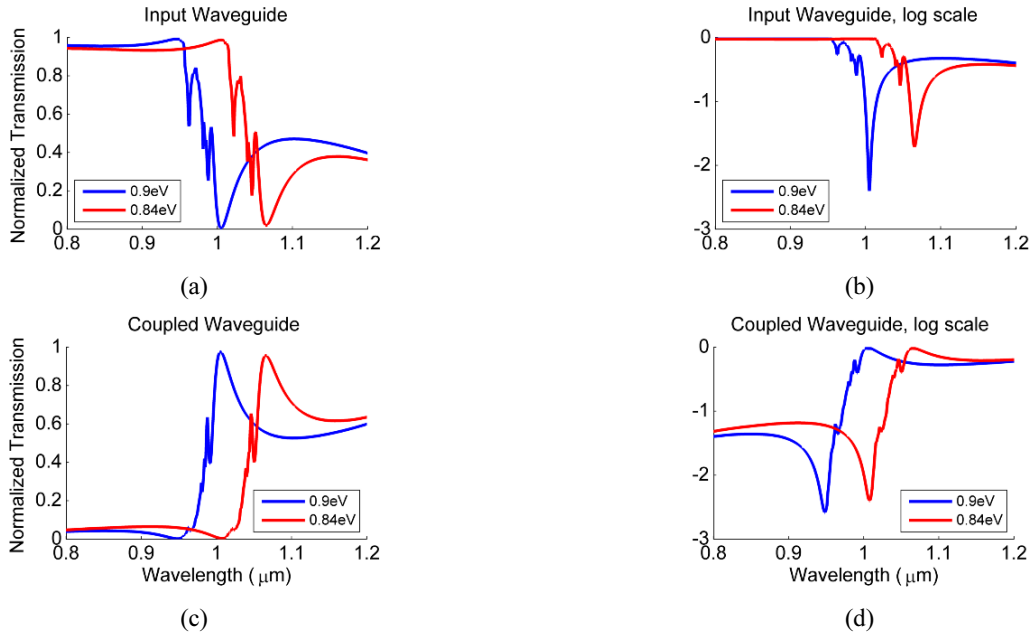 Input Waveguide
Normalized Transmission
1
0.8
0.6
0.4
0.2
0
0.9eV
0.84eV
0.8 0.9 1 1.1 1.2
(a)
Input Waveguide, log scale
0
-1
-2
-3
0.9eV
0.84eV
0.8 0.9 1 1.1 1.2
(b)
Coupled Waveguide
Normalized Transmission
1
0.8
0.6
0.4
0.2
0
0.9eV
0.84eV
0.8 0.9 1 1.1 1.2
Wavelength ( μm)
(c)
Coupled Waveguide, log scale
0
-1
-2
-3
0.9eV
0.84eV
0.8 0.9 1 1.1 1.2
Wavelength ( μm)
(d)